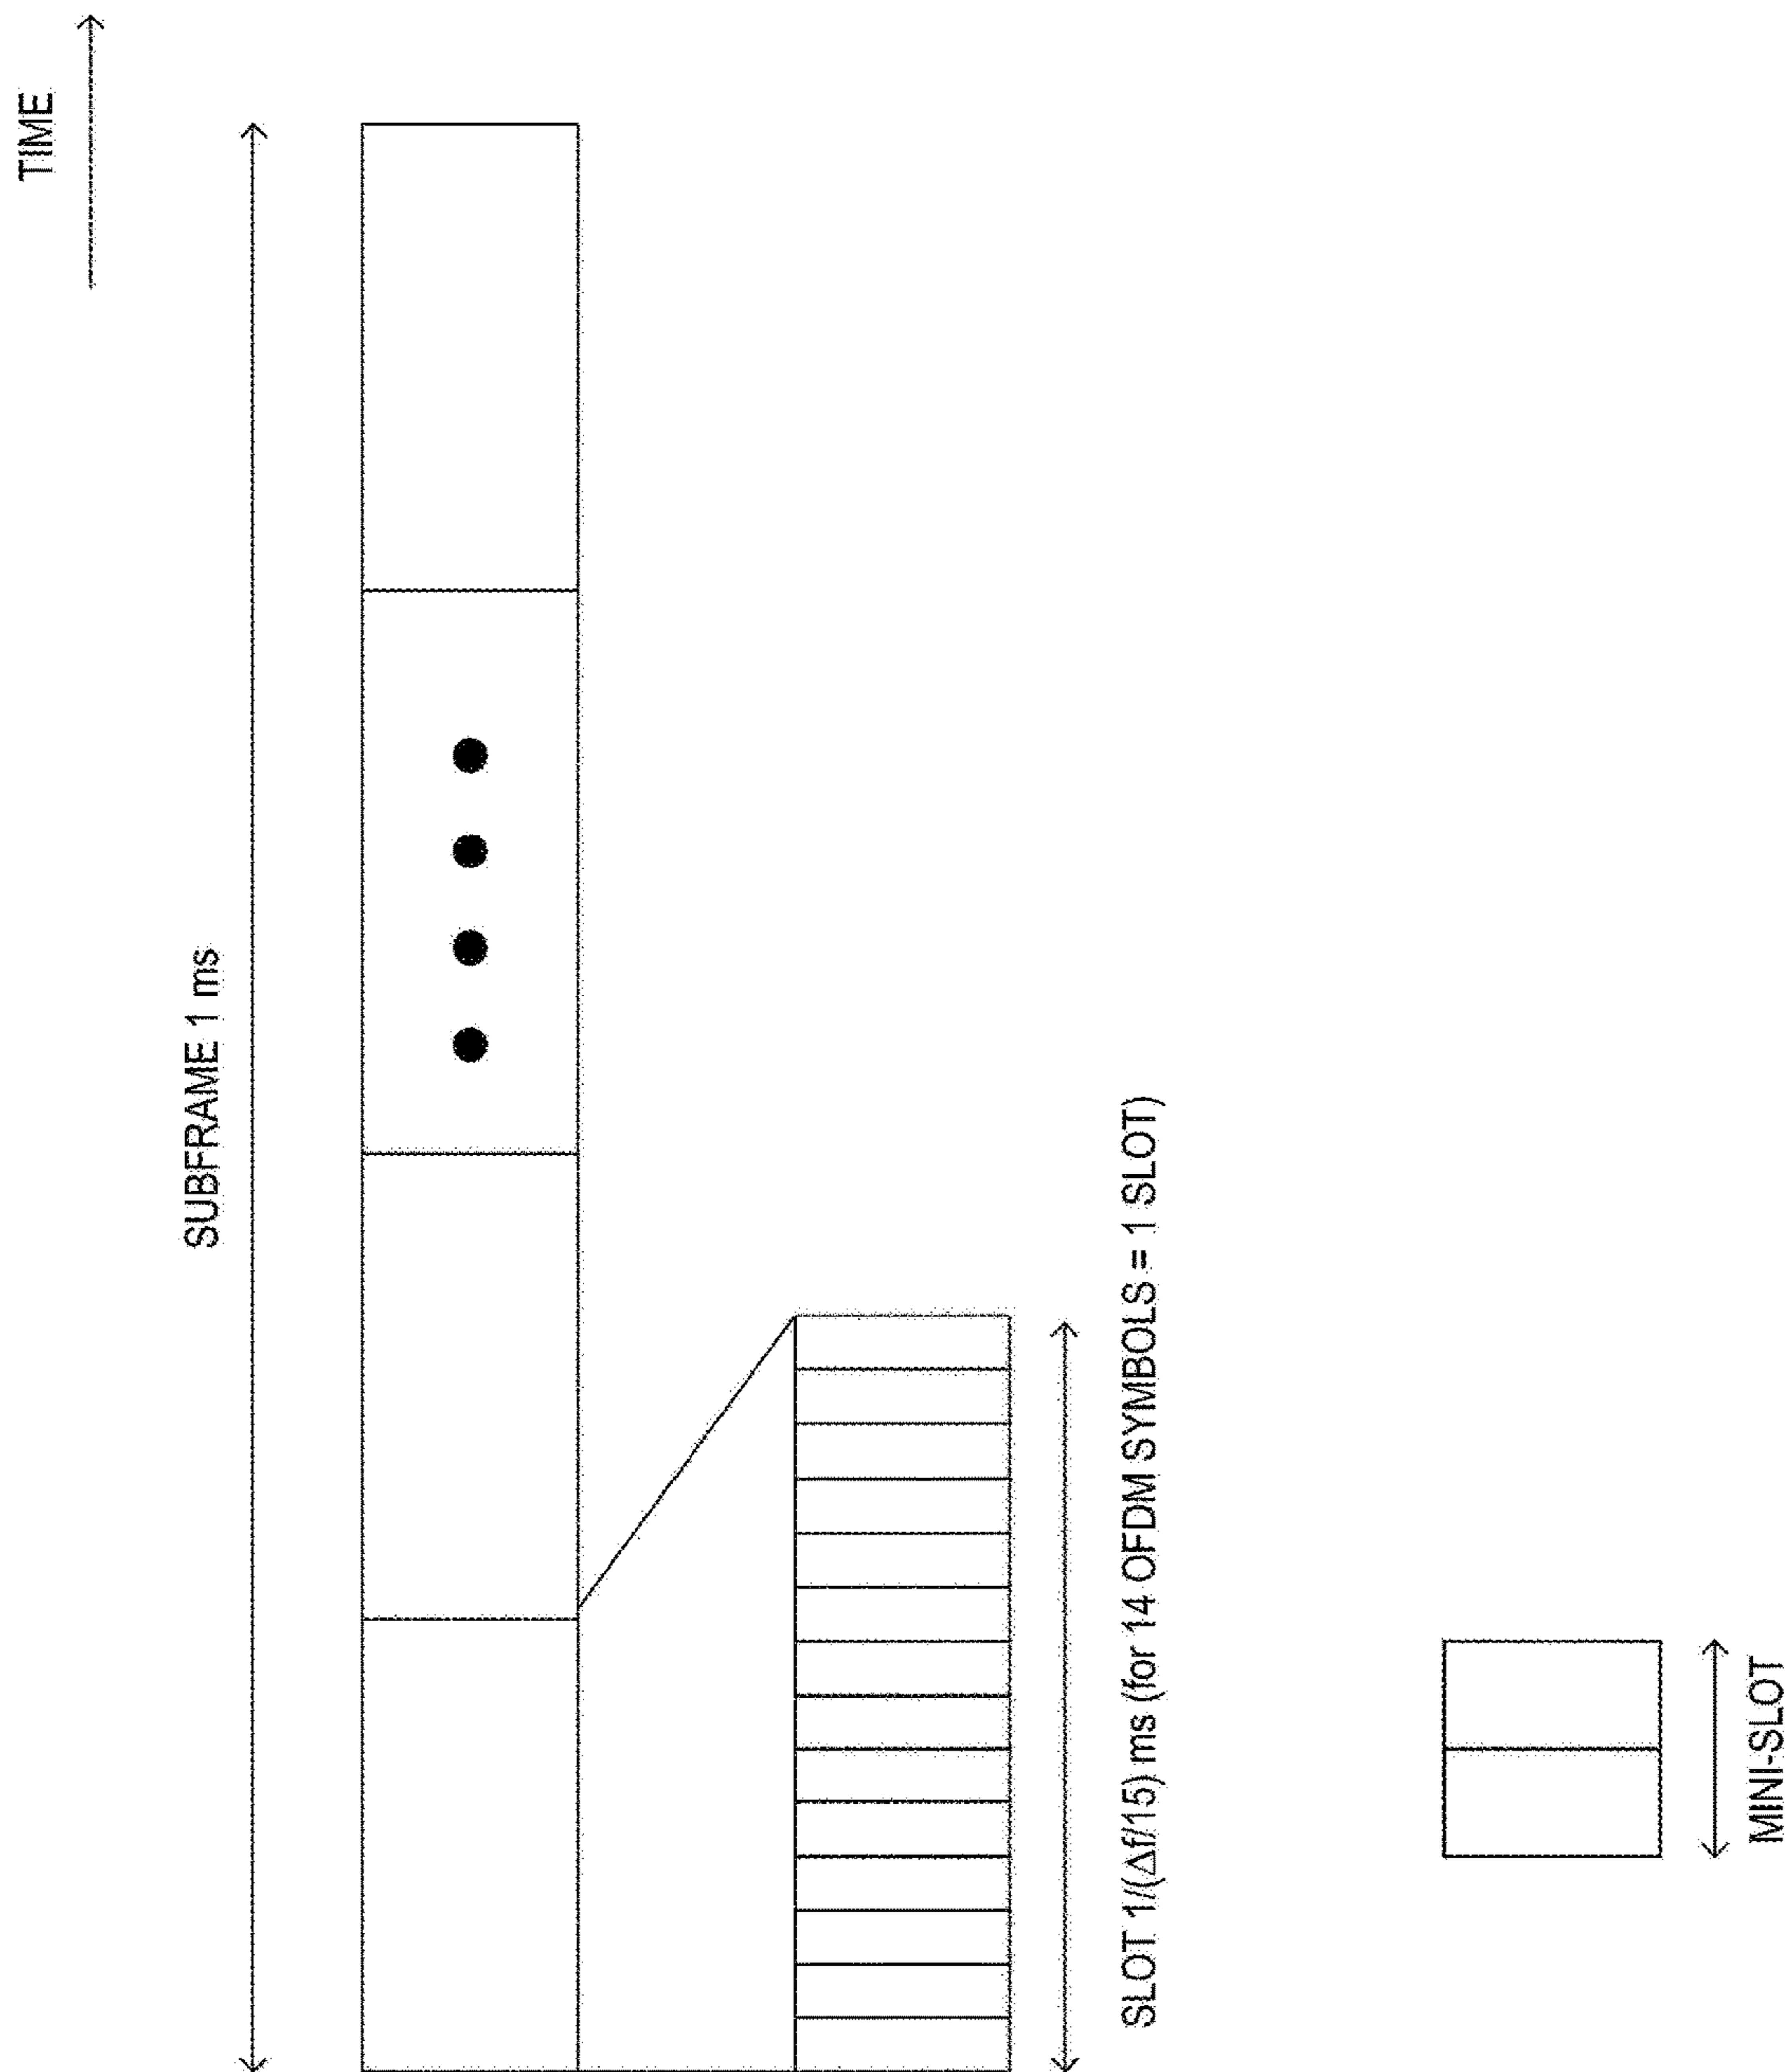 TIME
SUBFRAME 1 ms
SLOT 1/(Δf/15) ms (for 14 OFDM SYMBOLS = 1 SLOT)
MINI-SLOT